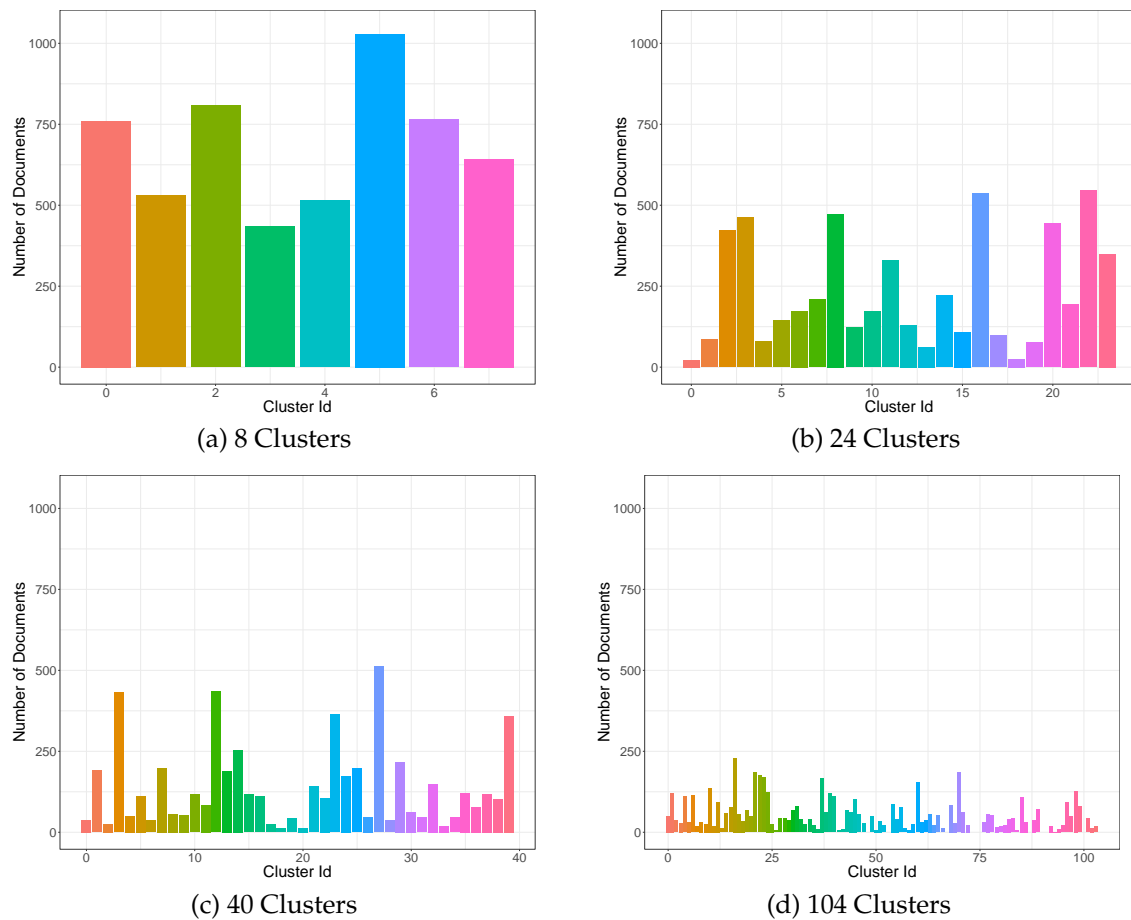 1000
750
500
250
0
Number of Documents
0 2 4 6
Cluster Id
(a) 8 Clusters
1000
750
500
250
0
Number of Documents
0 5 10 15 20
Cluster Id
(b) 24 Clusters
1000
750
500
250
0
Number of Documents
0 10 20 30 40
Cluster Id
(c) 40 Clusters
1000
750
500
250
0
Number of Documents
0 25 50 75 100
Cluster Id
(d) 104 Clusters